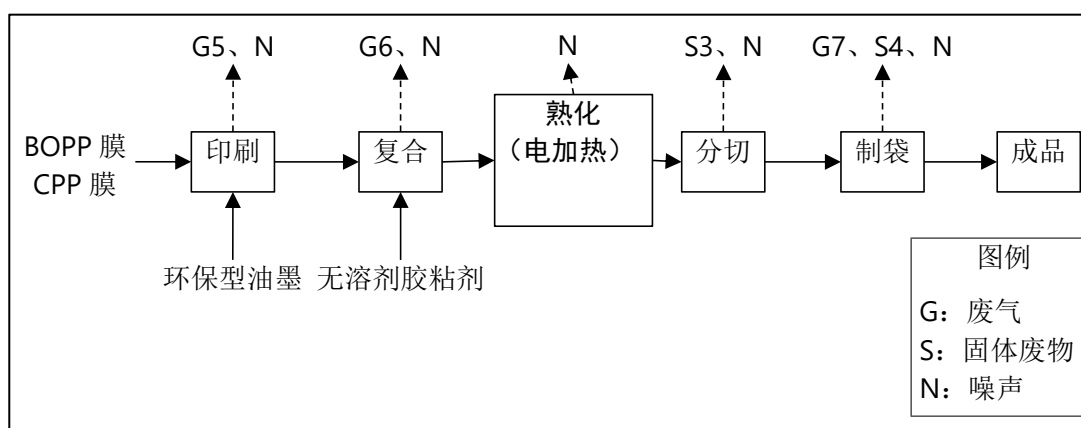 G5、N
G6、N
N
S3、N
G7、S4、N
BOPP 膜
CPP 膜
印刷
复合
熟化
（电加热）
分切
制袋
成品
环保型油墨
无溶剂胶粘剂
图例
G：废气
S：固体废物
N：噪声